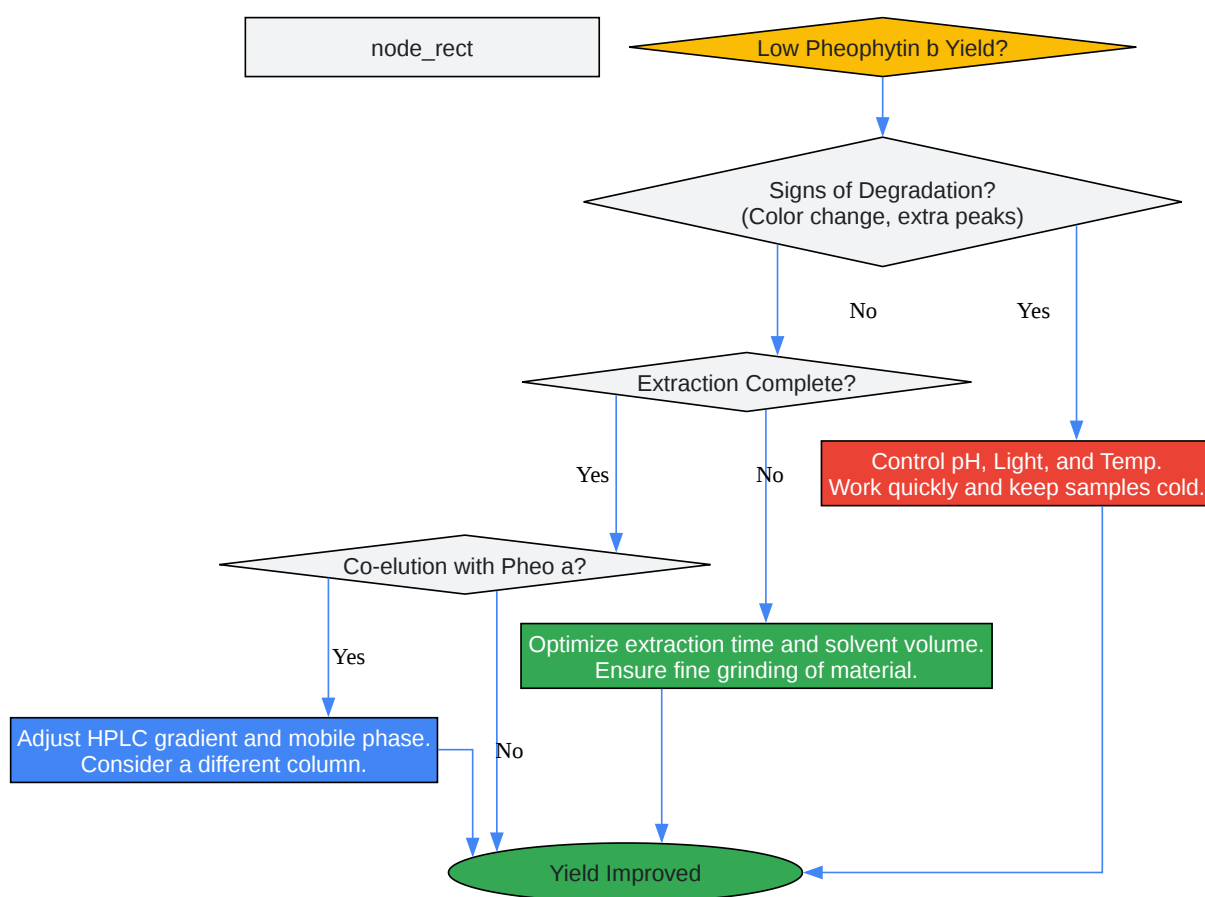 node_rect
Low Pheophytin b Yield?
Signs of Degradation?
(Color change, extra peaks)
No
Yes
Extraction Complete?
Yes
No
Control pH, Light, and Temp.
Work quickly and keep samples cold.
Co-elution with Pheo a?
Optimize extraction time and solvent volume.
Ensure fine grinding of material.
Yes
Adjust HPLC gradient and mobile phase.
Consider a different column.
No
Yield Improved